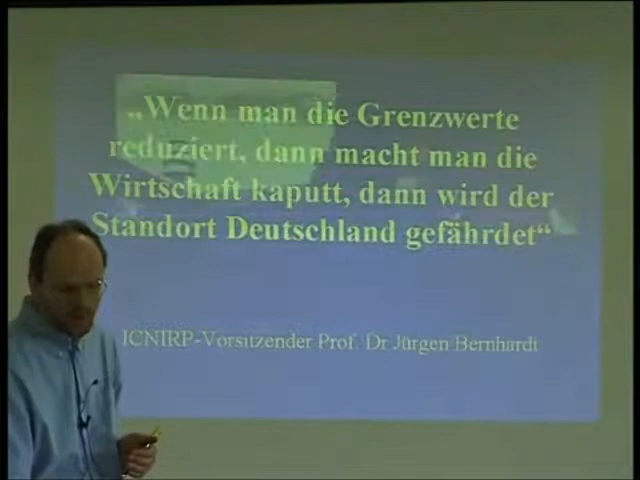 „Wenn man die Grenzwerte
reduziert, dann macht man die
Wirtschaft kaputt, dann wird der
Standort Deutschland gefährdet“
ICNIRP-Vorsitzender Prof. Dr Jürgen Bernhardt